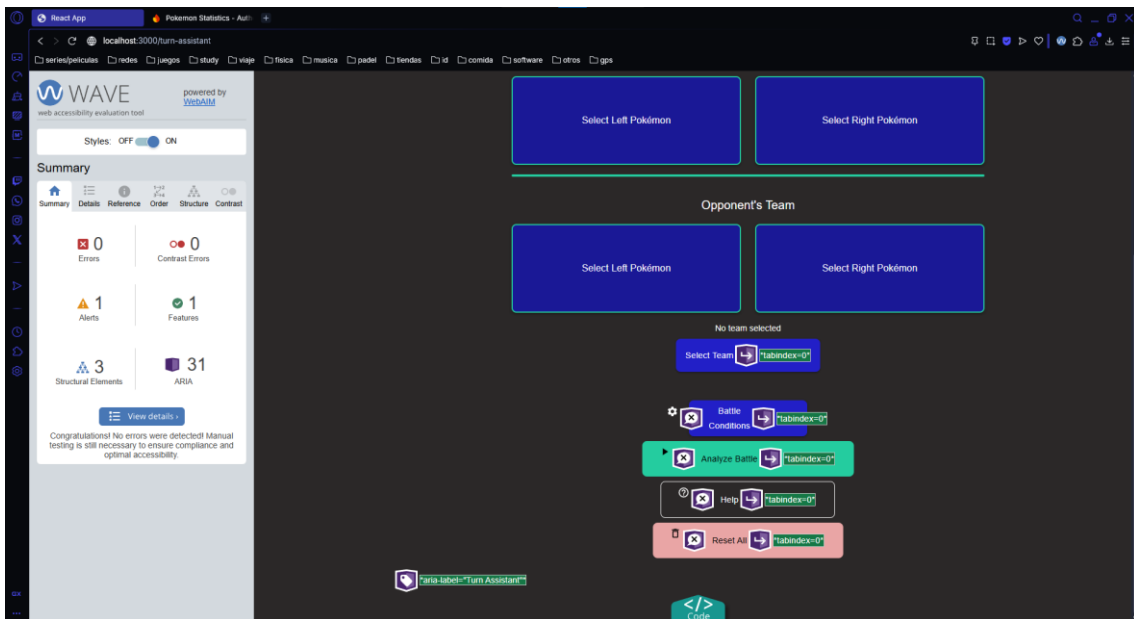 React App
Pokemon Statistics - Auth
localhost:3000/turn-assistant
series/peliculas redes juegos study viaje fisica musica padel tiendas id comida software otros gps
WAVE
powered by
WebAIM
web accessibility evaluation tool
Styles: OFF ON
Summary
Summary Details Reference Order Structure Contrast
0
Errors
0
Contrast Errors
1
Alerts
1
Features
3
Structural Elements
31
ARIA
View details ›
Congratulations! No errors were detected! Manual
testing is still necessary to ensure compliance and
optimal accessibility.
Select Left Pokémon
Select Right Pokémon
Opponent's Team
Select Left Pokémon
Select Right Pokémon
No team selected
Select Team *tabindex=0*
Battle
Conditions *tabindex=0*
Analyze Battle *tabindex=0*
Help *tabindex=0*
Reset All *tabindex=0*
*aria-label="Turn Assistant"*
</>
Code